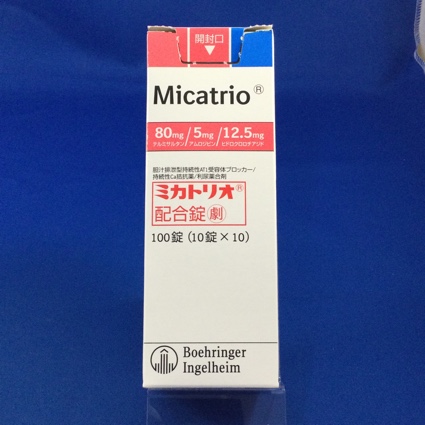 開封口
Micatrio®
80mg/5mg/12.5mg
テルミサルタン/アムロジピン/ヒドロクロロチアジド
胆汁排泄型持続性AT₁受容体ブロッカー/
持続性Ca拮抗薬/利尿薬合剤
ミカトリオ®
配合錠 劇
100錠 (10錠×10)
Boehringer
Ingelheim